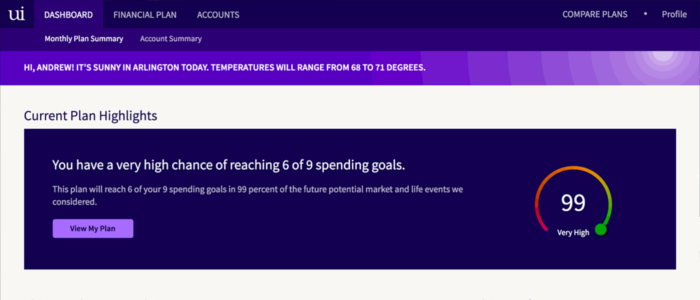 ui DASHBOARD FINANCIAL PLAN ACCOUNTS COMPARE PLANS • Profile
Monthly Plan Summary Account Summary
HI, ANDREW! IT'S SUNNY IN ARLINGTON TODAY. TEMPERATURES WILL RANGE FROM 68 TO 71 DEGREES.
Current Plan Highlights
You have a very high chance of reaching 6 of 9 spending goals.
This plan will reach 6 of your 9 spending goals in 99 percent of the future potential market and life events we
considered.
View My Plan
99
Very High